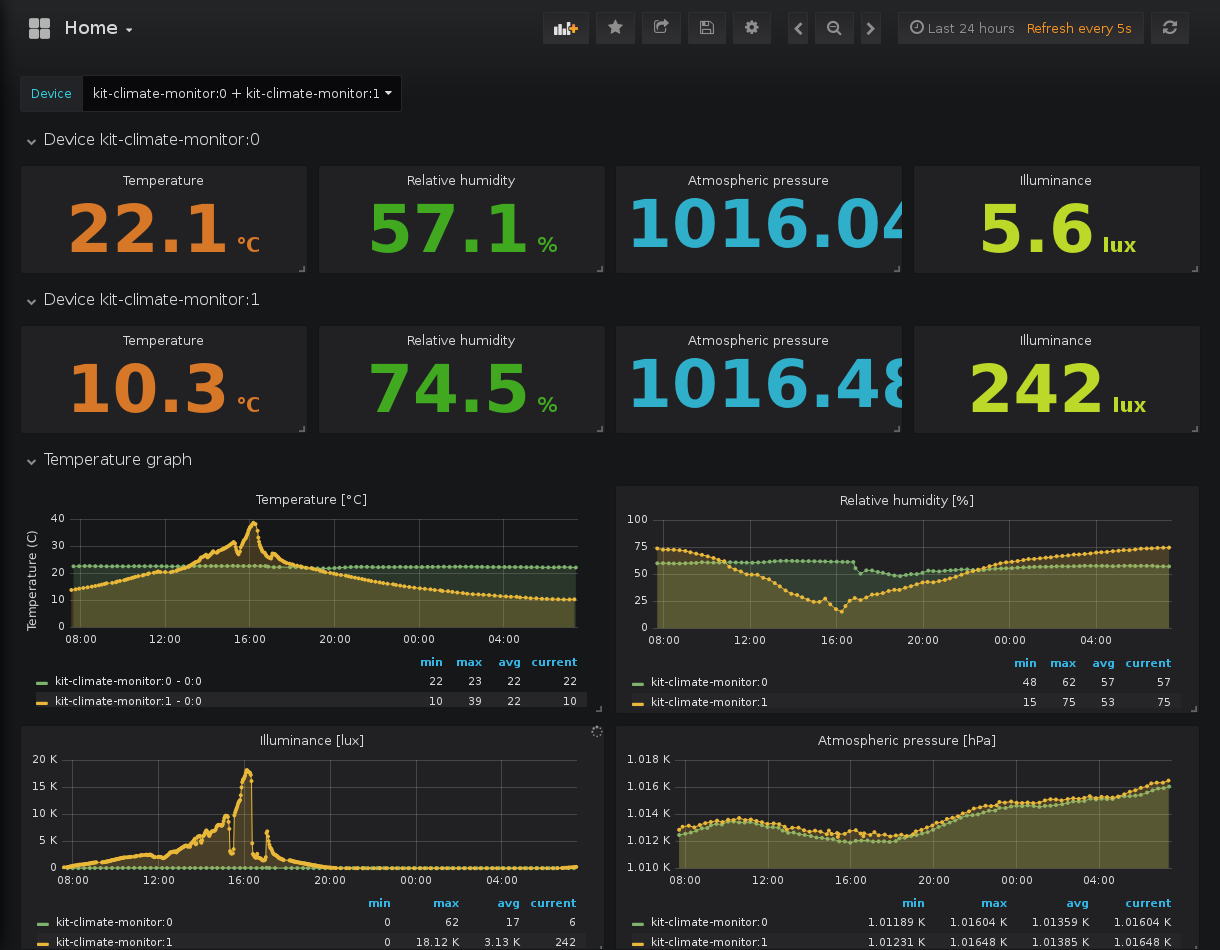 Home
Last 24 hours Refresh every 5s
Device kit-climate-monitor:0 + kit-climate-monitor:1
Device kit-climate-monitor:0
Temperature Relative humidity Atmospheric pressure Illuminance
22.1 °C 57.1 % 1016.04 5.6 lux
Device kit-climate-monitor:1
Temperature Relative humidity Atmospheric pressure Illuminance
10.3 °C 74.5 % 1016.48 242 lux
Temperature graph
Temperature [°C]
Temperature (C)
40
30
20
10
0
08:00 12:00 16:00 20:00 00:00 04:00
min max avg current
kit-climate-monitor:0 - 0:0 22 23 22 22
kit-climate-monitor:1 - 0:0 10 39 22 10
Relative humidity [%]
100
75
50
25
0
08:00 12:00 16:00 20:00 00:00 04:00
min max avg current
kit-climate-monitor:0 48 62 57 57
kit-climate-monitor:1 15 75 53 75
Illuminance [lux]
20 K
15 K
10 K
5 K
0
08:00 12:00 16:00 20:00 00:00 04:00
min max avg current
kit-climate-monitor:0 0 62 17 6
kit-climate-monitor:1 0 18.12 K 3.13 K 242
Atmospheric pressure [hPa]
1.018 K
1.016 K
1.014 K
1.012 K
1.010 K
08:00 12:00 16:00 20:00 00:00 04:00
min max avg current
kit-climate-monitor:0 1.01189 K 1.01604 K 1.01359 K 1.01604 K
kit-climate-monitor:1 1.01231 K 1.01648 K 1.01385 K 1.01648 K